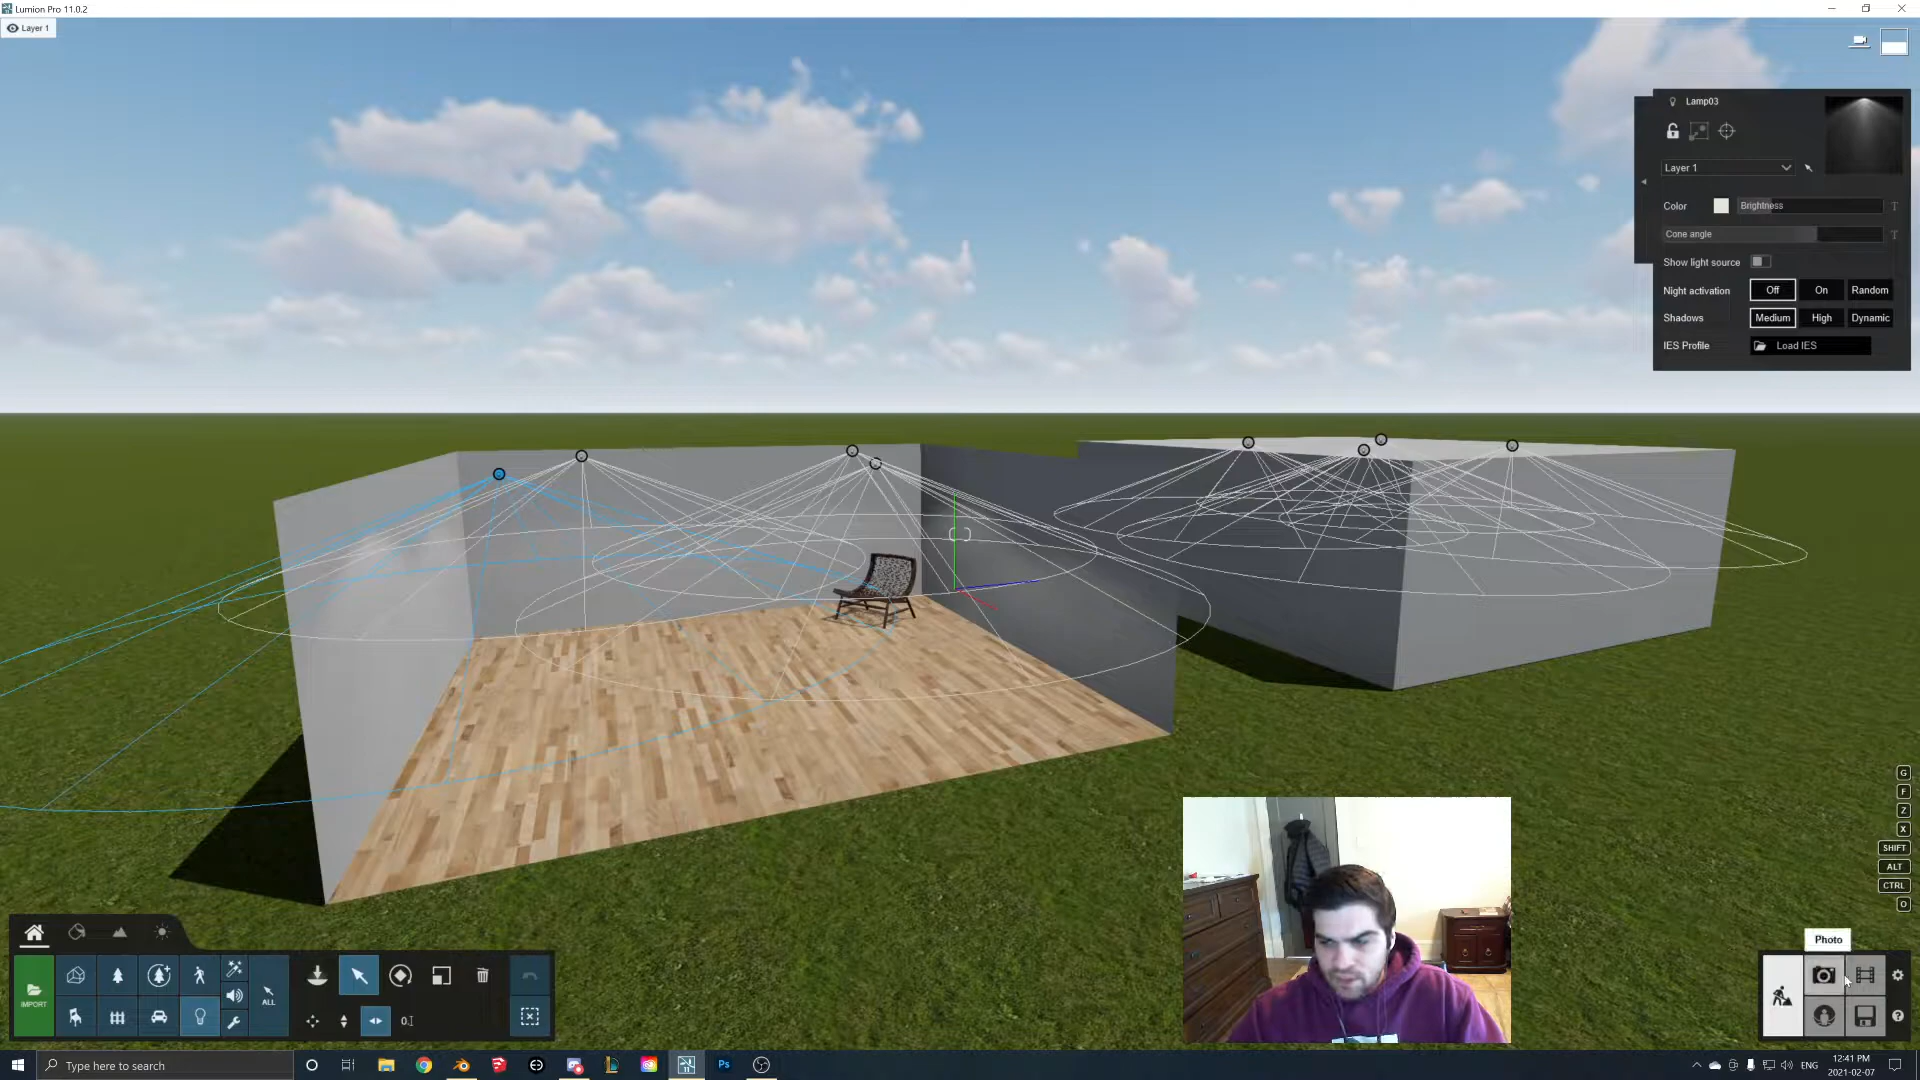 Lumion Pro 11.0.2
Layer 1
Lamp03
Layer 1
Color Brightness T
Cone angle T
Show light source
Night activation Off On Random
Shadows Medium High Dynamic
IES Profile Load IES
G
F
Z
X
SHIFT
ALT
CTRL
O
Photo
IMPORT
ALL
Type here to search
Ps
ENG
12:41 PM
2021-02-07